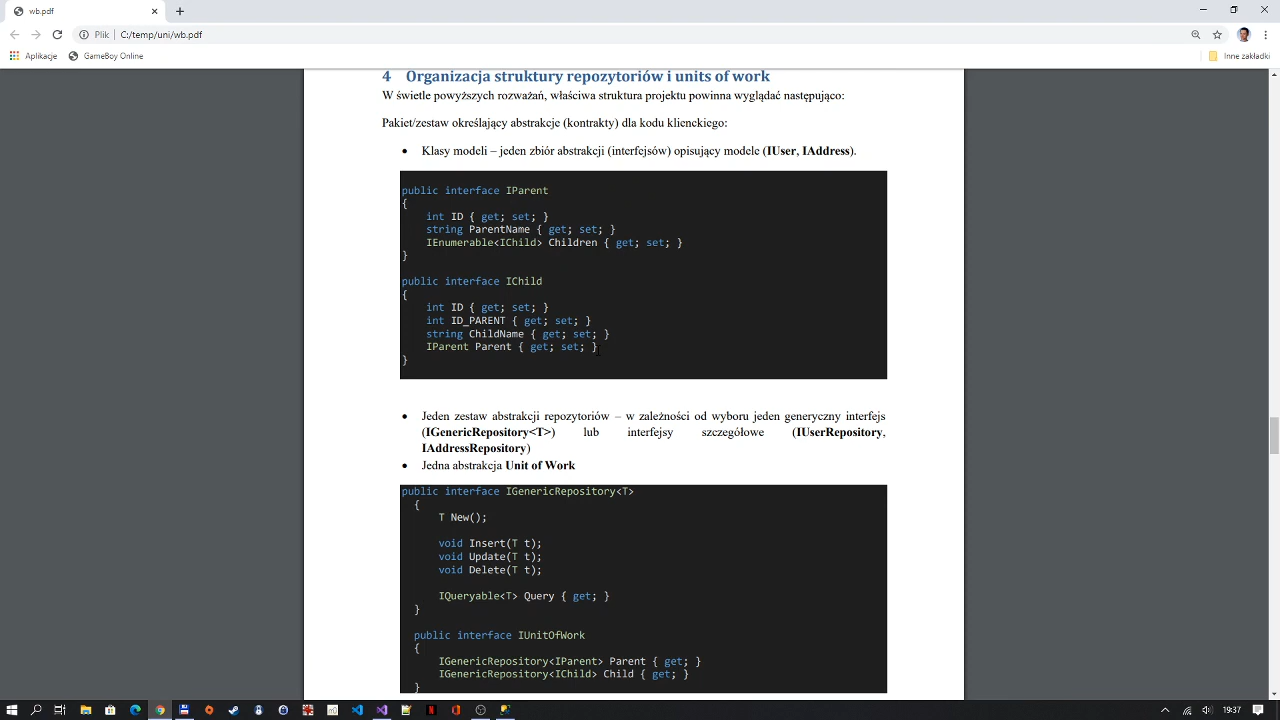 wb.pdf
Plik
C:/temp/uni/wb.pdf
Aplikacje
GameBoy Online
Inne zakładki
4 Organizacja struktury repozytoriów i units of work
W świetle powyższych rozważań, właściwa struktura projektu powinna wyglądać następująco:
Pakiet/zestaw określający abstrakcje (kontrakty) dla kodu klienckiego:
• Klasy modeli – jeden zbiór abstrakcji (interfejsów) opisujący modele (IUser, IAddress).
public interface IParent
{
int ID { get; set; }
string ParentName { get; set; }
IEnumerable<IChild> Children { get; set; }
}
public interface IChild
{
int ID { get; set; }
int ID_PARENT { get; set; }
string ChildName { get; set; }
IParent Parent { get; set; }
}
• Jeden zestaw abstrakcji repozytoriów – w zależności od wyboru jeden generyczny interfejs
(IGenericRepository<T>) lub interfejsy szczegółowe (IUserRepository,
IAddressRepository)
• Jedna abstrakcja Unit of Work
public interface IGenericRepository<T>
{
T New();
void Insert(T t);
void Update(T t);
void Delete(T t);
IQueryable<T> Query { get; }
}
public interface IUnitOfWork
{
IGenericRepository<IParent> Parent { get; }
IGenericRepository<IChild> Child { get; }
}
19:37